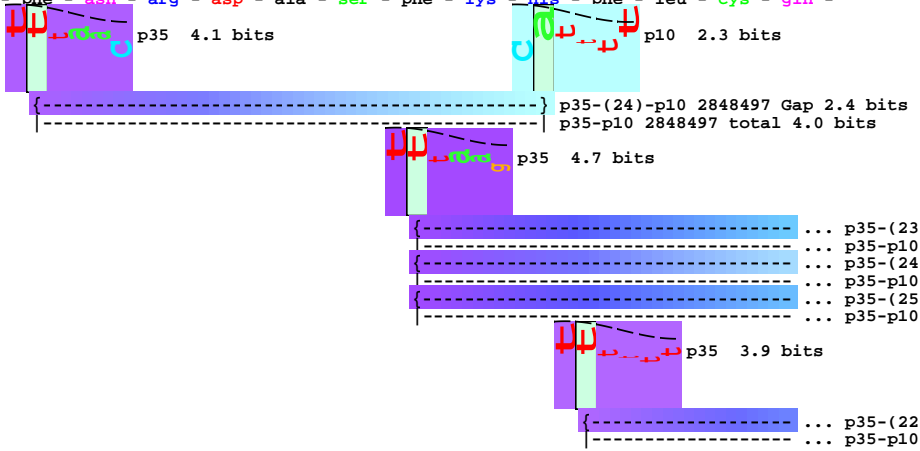 - phe - asn - arg - asp - ala - ser - phe - lys - his - phe - leu - cys - gln -
t t t a a c p35 4.1 bits
c a t t t t p10 2.3 bits
{---------------------------------------------} p35-(24)-p10 2848497 Gap 2.4 bits
|---------------------------------------------| p35-p10 2848497 total 4.0 bits
t t t a a g p35 4.7 bits
{---------------------------------- ... p35-(23
|---------------------------------- ... p35-p10
{---------------------------------- ... p35-(24
|---------------------------------- ... p35-p10
{---------------------------------- ... p35-(25
|---------------------------------- ... p35-p10
t t t t t t p35 3.9 bits
{------------------- ... p35-(22
|------------------- ... p35-p10